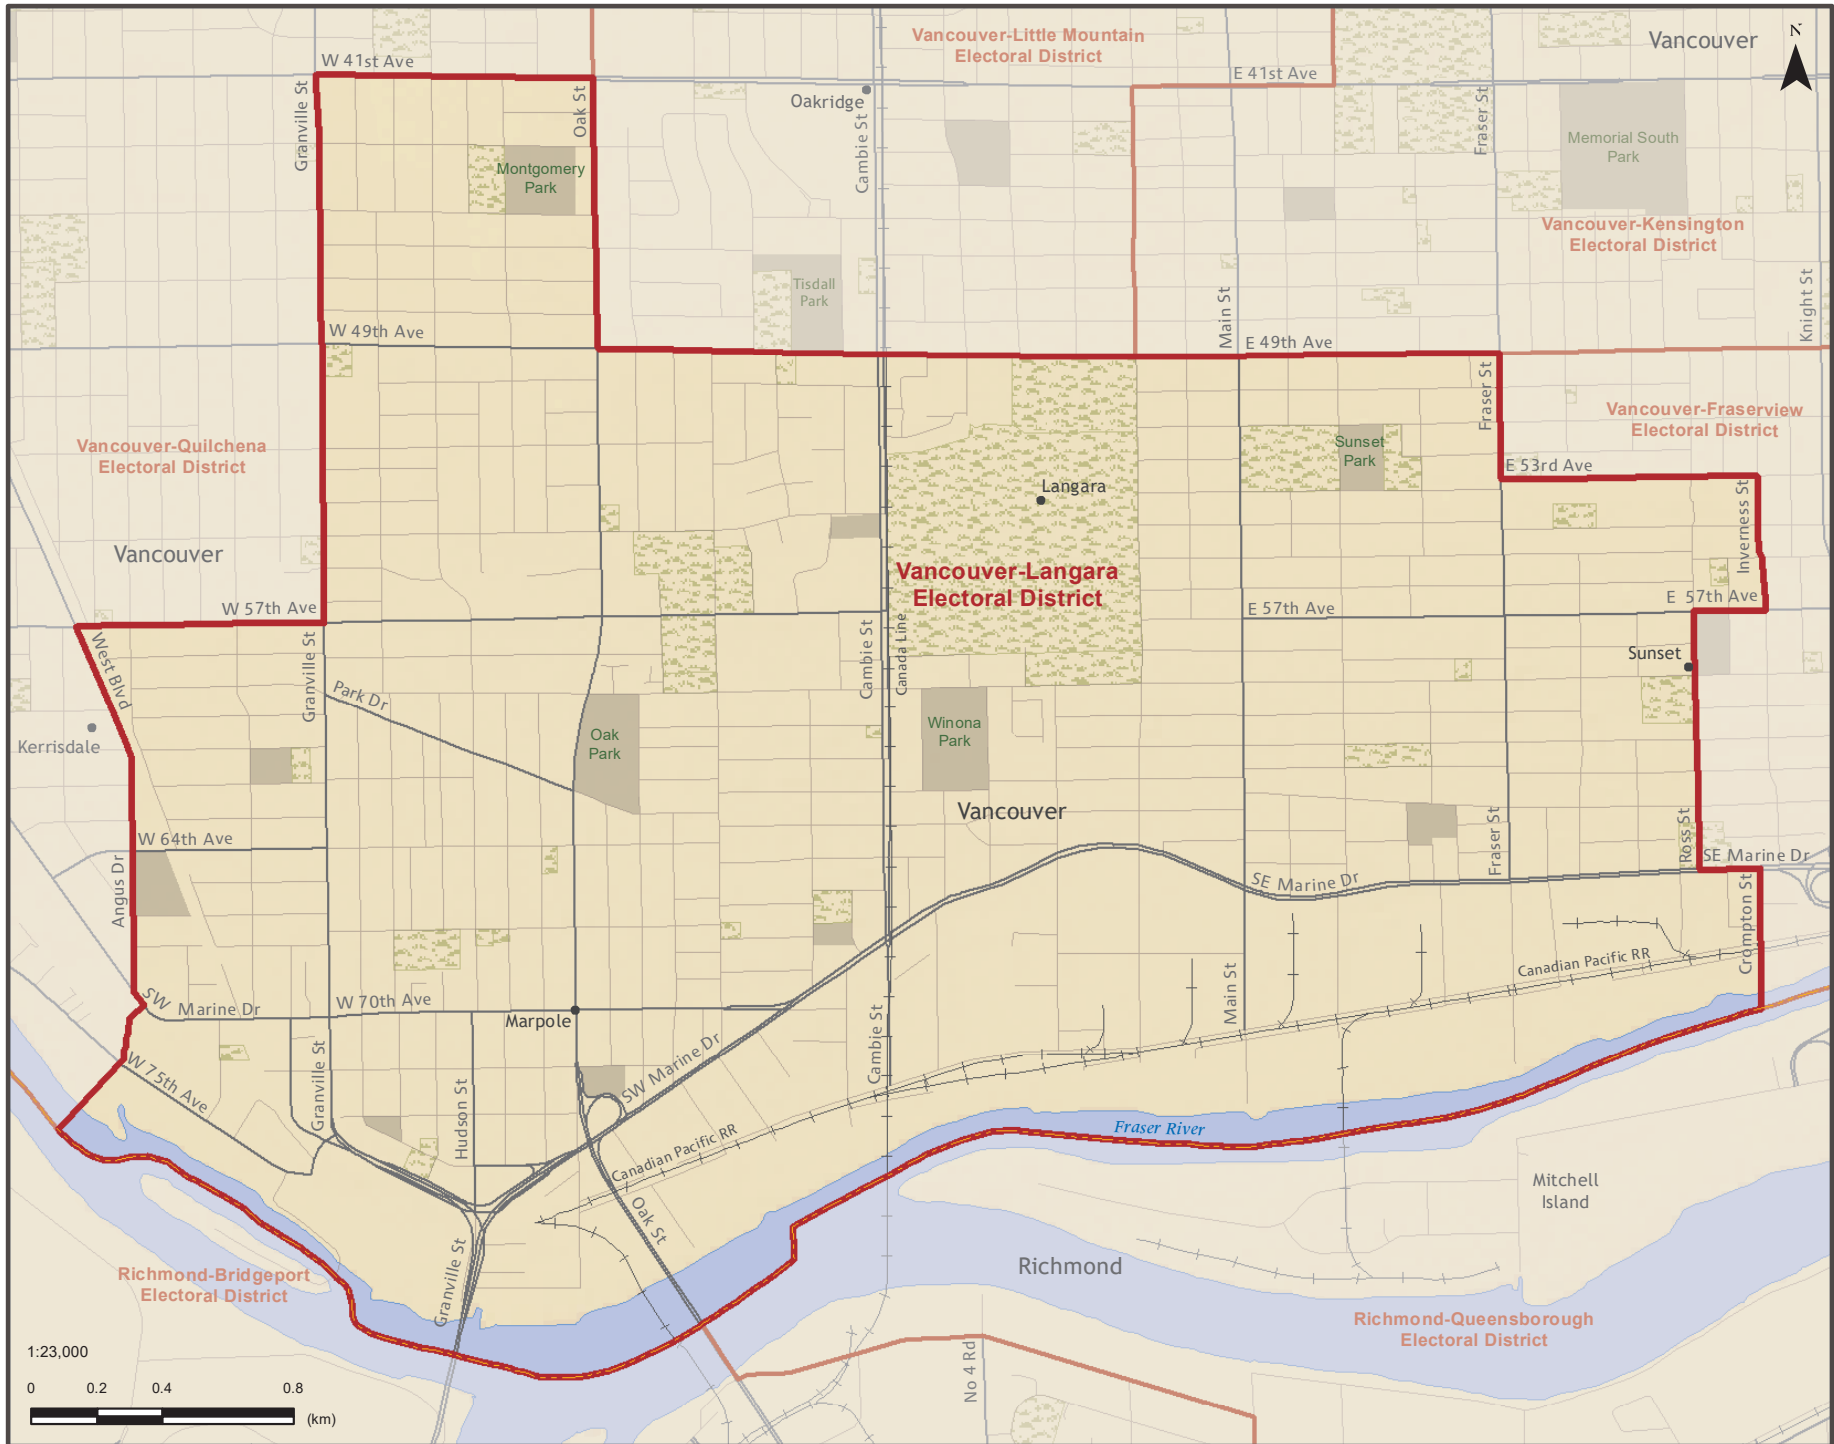 Vancouver-Little Mountain
Electoral District
Vancouver
N
W 41st Ave
E 41st Ave
Granville St
Oak St
Oakridge
Cambie St
Fraser St
Memorial South
Park
Montgomery
Park
Vancouver-Kensington
Electoral District
Tisdall
Park
Main St
Knight St
W 49th Ave
E 49th Ave
Fraser St
Vancouver-Fraserview
Electoral District
Vancouver-Quilchena
Electoral District
Sunset
Park
E 53rd Ave
Langara
Inverness St
Vancouver
Vancouver-Langara
Electoral District
W 57th Ave
E 57th Ave
E 57th Ave
West Blvd
Granville St
Cambie St
Canada Line
Sunset
Park Dr
Kerrisdale
Oak
Park
Winona
Park
Vancouver
W 64th Ave
Angus Dr
Fraser St
Ross St
SE Marine Dr
SE Marine Dr
Crompton St
Canadian Pacific RR
SW Marine Dr
W 70th Ave
Marpole
Main St
Cambie St
W 75th Ave
Granville St
Hudson St
SW Marine Dr
Canadian Pacific RR
Fraser River
Mitchell
Island
Oak St
Granville St
Richmond
Richmond-Bridgeport
Electoral District
Richmond-Queensborough
Electoral District
No 4 Rd
1:23,000
0 0.2 0.4 0.8
(km)